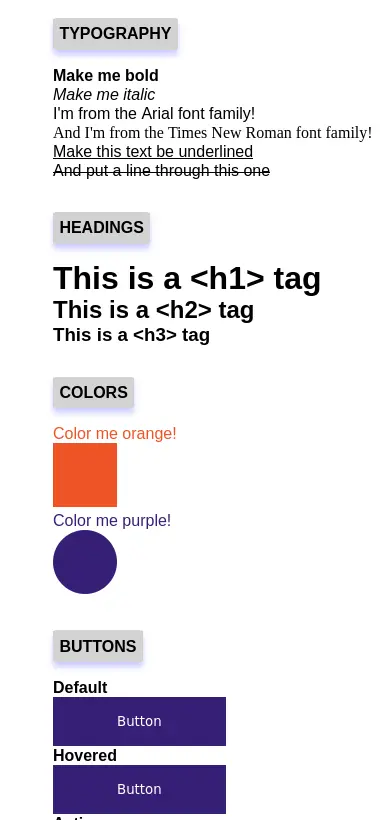 TYPOGRAPHY
Make me bold
Make me italic
I'm from the Arial font family!
And I'm from the Times New Roman font family!
Make this text be underlined
And put a line through this one
HEADINGS
This is a <h1> tag
This is a <h2> tag
This is a <h3> tag
COLORS
Color me orange!
Color me purple!
BUTTONS
Default
Button
Hovered
Button